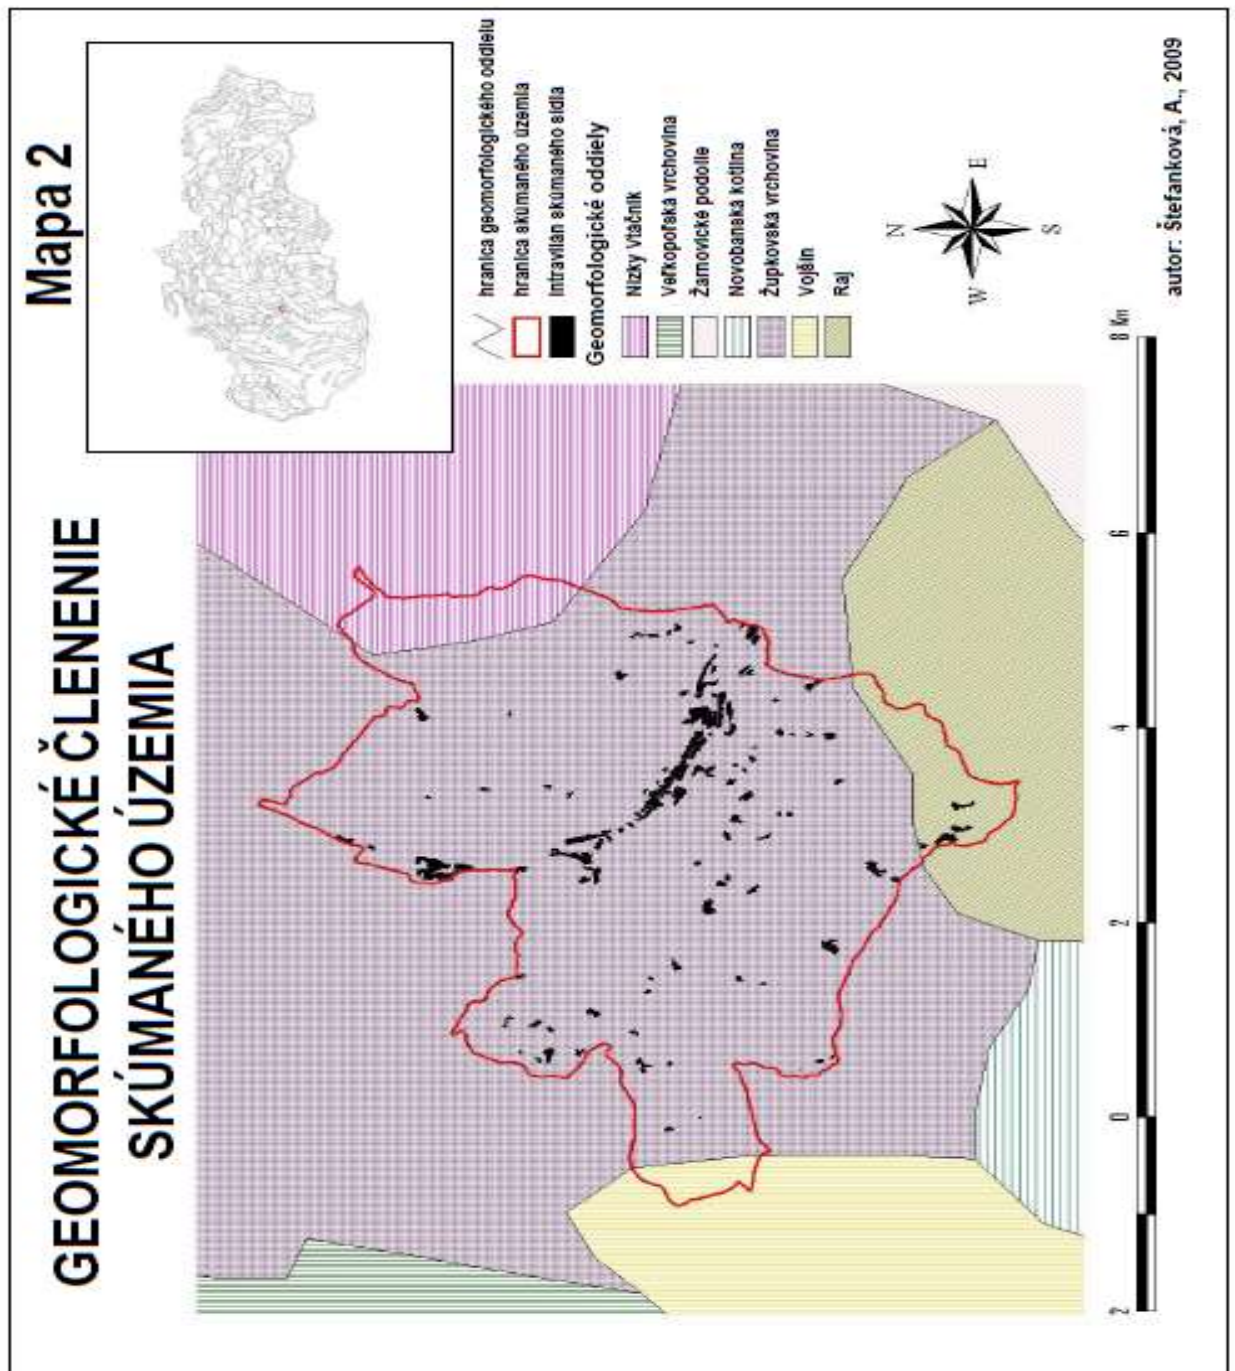 GEOMORFOLOGICKÉ ČLENENIE
SKÚMANÉHO ÚZEMIA
Mapa 2
hranica geomorfologického oddielu
hranica skúmaného územia
Intravilán skúmaného sídla
Geomorfologické oddiely
Nízky Vtáčnik
Veľkopoľská vrchovina
Žarnovické podolie
Novobanská kotlina
Župkovská vrchovina
Vojšín
Raj
N
W E
S
2 0 2 4 6 8 Km
autor: Štefanková, A., 2009